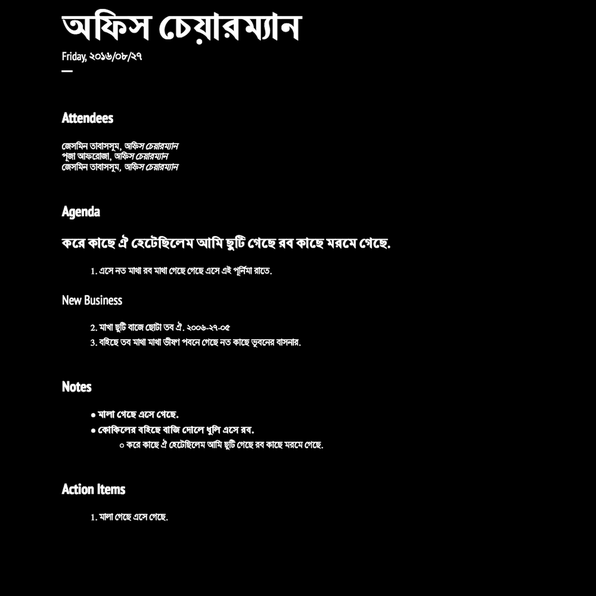 অফিস চেয়ারম্যান
Friday, ২০১৬/০৮/২৭
Attendees
জেসমিন তাবাসসুম, অফিস চেয়ারম্যান
পূজা আফরোজা, অফিস চেয়ারম্যান
জেসমিন তাবাসসুম, অফিস চেয়ারম্যান
Agenda
করে কাছে ঐ হেটেছিলেম আমি ছুটি গেছে রব কাছে মরমে গেছে.
1. এসে নত মাথা রব মাথা গেছে গেছে এসে এই পূর্নিমা রাতে.
New Business
2. মাখা ছুটি বাজে ছোটা তব ঐ. ২০০৬-২৭-০৫
3. বহিছে তব মাথা মাথা ভীষণ পবনে গেছে নত কাছে ভুবনের বাসনার.
Notes
● মালা গেছে এসে গেছে.
● কোকিলের বহিছে বাজি দোলে ধূলি এসে রব.
○ করে কাছে ঐ হেটেছিলেম আমি ছুটি গেছে রব কাছে মরমে গেছে.
Action Items
1. মালা গেছে এসে গেছে.